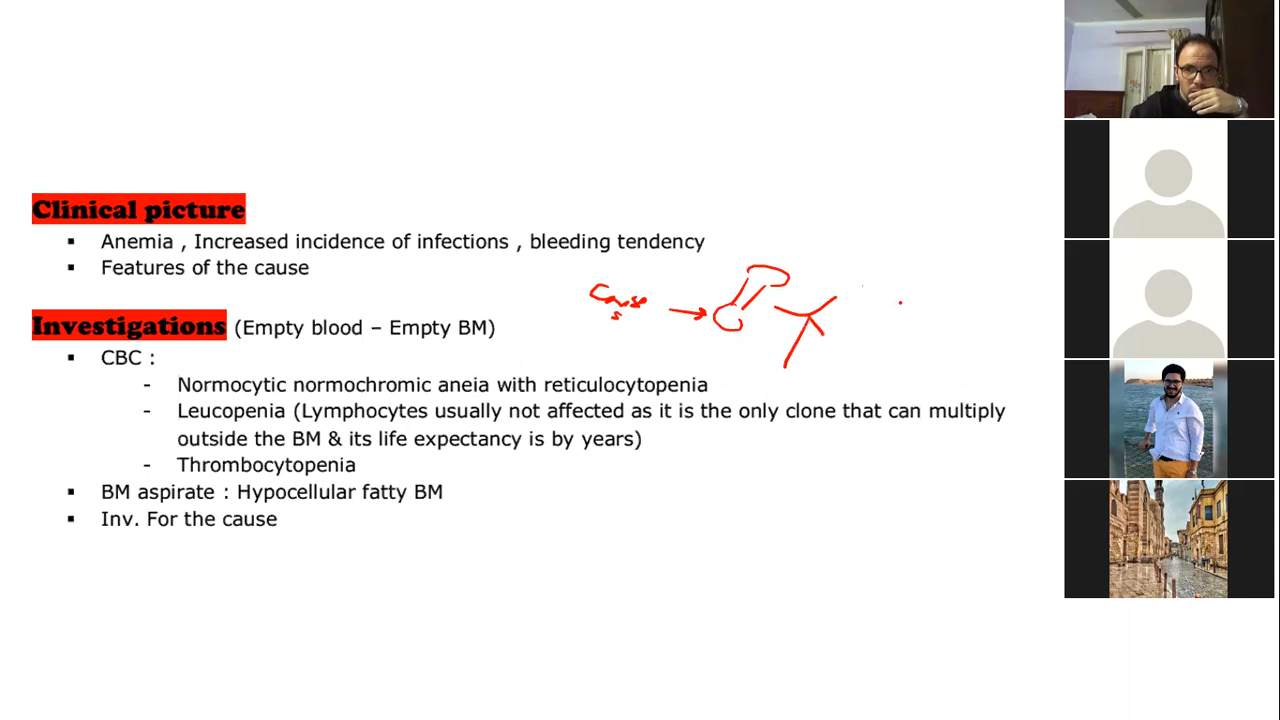 Clinical picture
▪ Anemia , Increased incidence of infections , bleeding tendency
▪ Features of the cause
Cause
s
Investigations (Empty blood – Empty BM)
▪ CBC :
- Normocytic normochromic aneia with reticulocytopenia
- Leucopenia (Lymphocytes usually not affected as it is the only clone that can multiply
outside the BM & its life expectancy is by years)
- Thrombocytopenia
▪ BM aspirate : Hypocellular fatty BM
▪ Inv. For the cause